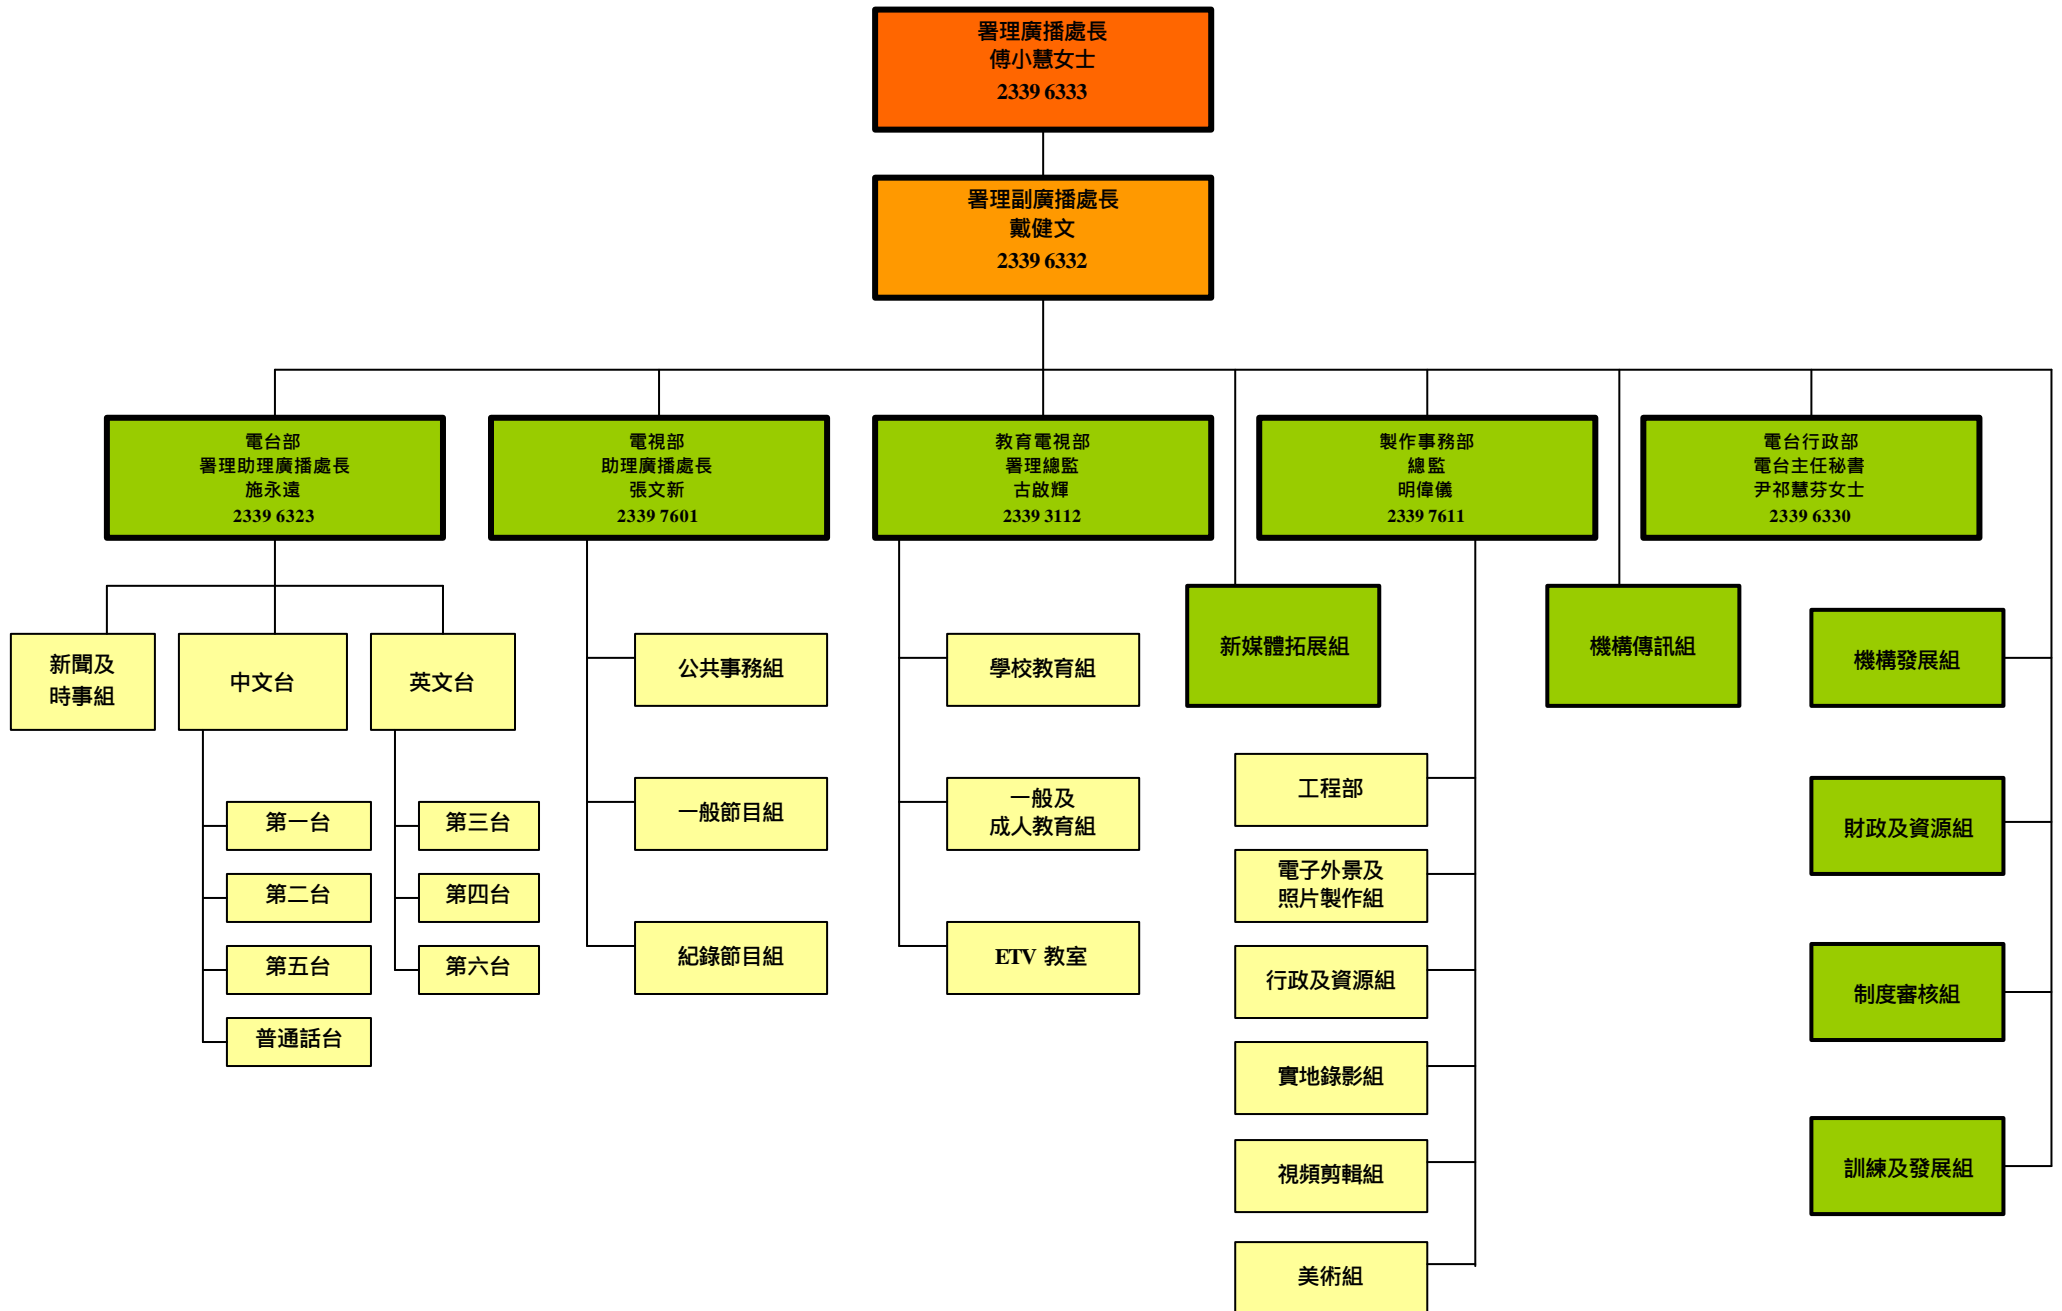 署理廣播處長
傅小慧女士
2339 6333
署理副廣播處長
戴健文
2339 6332
電台部
署理助理廣播處長
施永遠
2339 6323
電視部
助理廣播處長
張文新
2339 7601
教育電視部
署理總監
古啟輝
2339 3112
製作事務部
總監
明偉儀
2339 7611
電台行政部
電台主任秘書
尹祁慧芬女士
2339 6330
新聞及
時事組
中文台
英文台
第一台
第二台
第五台
普通話台
第三台
第四台
第六台
公共事務組
一般節目組
紀錄節目組
學校教育組
一般及
成人教育組
ETV 教室
新媒體拓展組
工程部
電子外景及
照片製作組
行政及資源組
實地錄影組
視頻剪輯組
美術組
機構傳訊組
機構發展組
財政及資源組
制度審核組
訓練及發展組